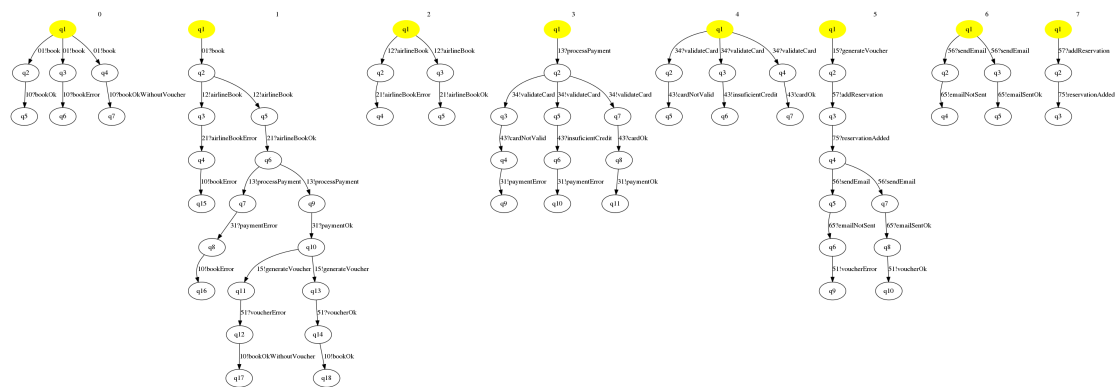 0
q1
01!book 01!book 01!book
q2 q3 q4
10?bookOk 10?bookError 10?bookOkWithoutVoucher
q5 q6 q7
1
q1
01?book
q2
12!airlineBook 12!airlineBook
q3 q5
21?airlineBookError 21?airlineBookOk
q4 q6
10!bookError 13!processPayment 13!processPayment
q15 q7 q9
31?paymentError 31?paymentOk
q8 q10
10!bookError 15!generateVoucher 15!generateVoucher
q16 q11 q13
51?voucherError 51?voucherOk
q12 q14
10!bookOkWithoutVoucher 10!bookOk
q17 q18
2
q1
12?airlineBook 12?airlineBook
q2 q3
21!airlineBookError 21!airlineBookOk
q4 q5
3
q1
13?processPayment
q2
34!validateCard 34!validateCard 34!validateCard
q3 q5 q7
43?cardNotValid 43?insuficientCredit 43?cardOk
q4 q6 q8
31!paymentError 31!paymentError 31!paymentOk
q9 q10 q11
4
q1
34?validateCard 34?validateCard 34?validateCard
q2 q3 q4
43!cardNotValid 43!insuficientCredit 43!cardOk
q5 q6 q7
5
q1
15?generateVoucher
q2
57!addReservation
q3
75?reservationAdded
q4
56!sendEmail 56!sendEmail
q5 q7
65?emailNotSent 65?emailSentOk
q6 q8
51!voucherError 51!voucherOk
q9 q10
6
q1
56?sendEmail 56?sendEmail
q2 q3
65!emailNotSent 65!emailSentOk
q4 q5
7
q1
57?addReservation
q2
75!reservationAdded
q3